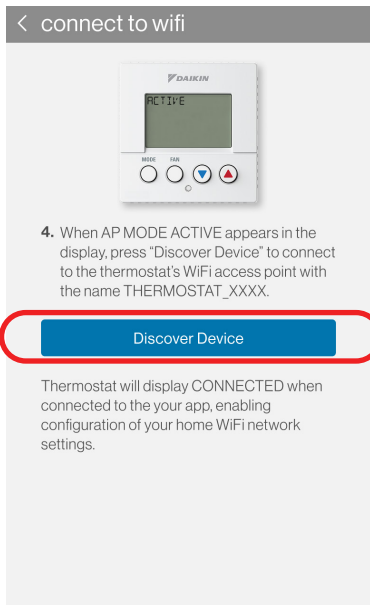 < connect to wifi
DAIKIN
ACTIVE
MODE FAN
4. When AP MODE ACTIVE appears in the
display, press “Discover Device” to connect
to the thermostat’s WiFi access point with
the name THERMOSTAT_XXXX.
Discover Device
Thermostat will display CONNECTED when
connected to the your app, enabling
configuration of your home WiFi network
settings.